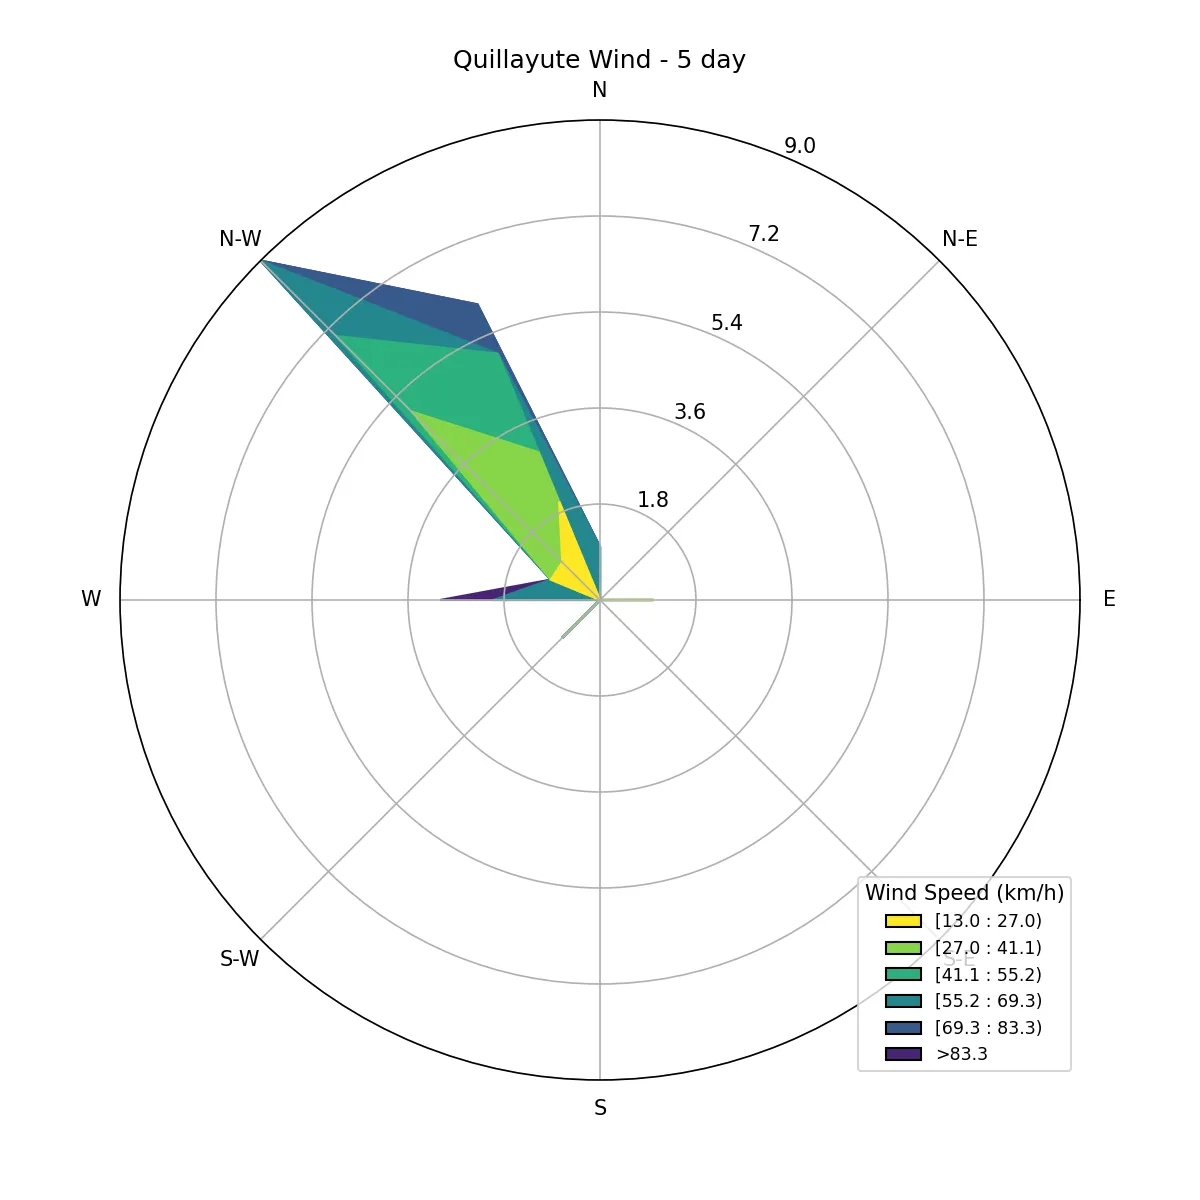 Quillayute Wind - 5 day
N
9.0
7.2
N-W
N-E
5.4
3.6
1.8
W
E
Wind Speed (km/h)
[13.0 : 27.0)
[27.0 : 41.1)
S-W
S-E
[41.1 : 55.2)
[55.2 : 69.3)
[69.3 : 83.3)
>83.3
S